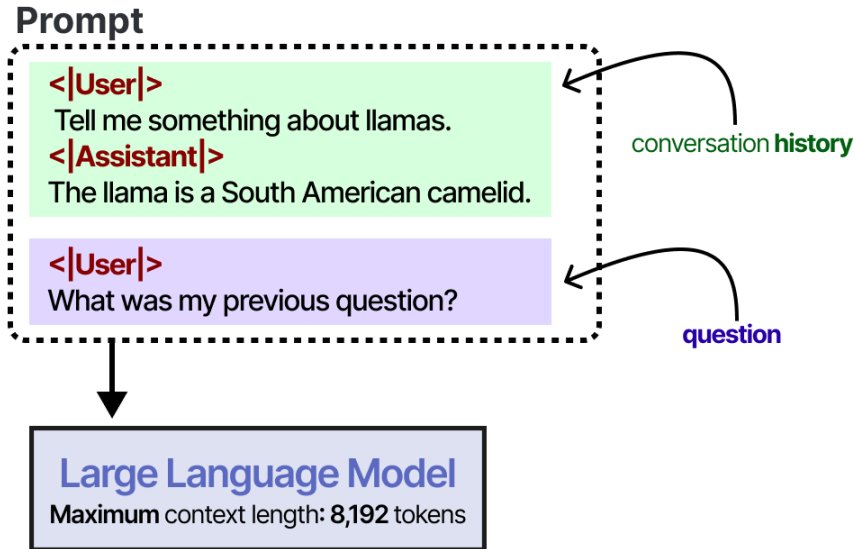 Prompt
<|User|>
Tell me something about llamas.
<|Assistant|>
The llama is a South American camelid.
conversation history
<|User|>
What was my previous question?
question
Large Language Model
Maximum context length: 8,192 tokens